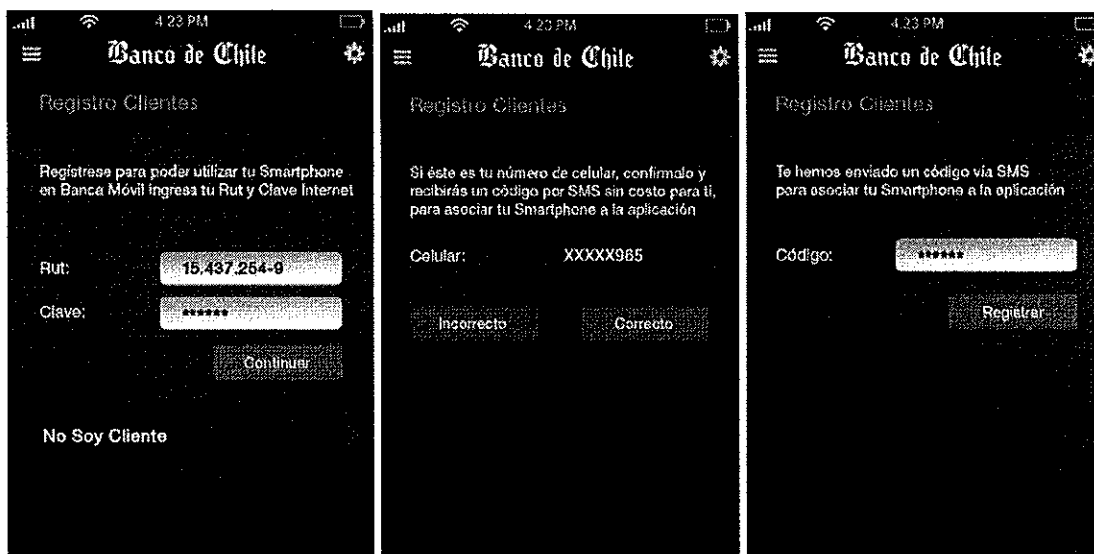 4:23 PM
Banco de Chile
Registro Clientes
Regístrese para poder utilizar tu Smartphone
en Banca Móvil ingresa tu Rut y Clave Internet
Rut: 15.437.254-9
Clave: ******
Continuar
No Soy Cliente
4:23 PM
Banco de Chile
Registro Clientes
Si éste es tu número de celular, confírmalo y
recibirás un código por SMS sin costo para ti,
para asociar tu Smartphone a la aplicación
Celular: XXXXX985
Incorrecto Correcto
4:23 PM
Banco de Chile
Registro Clientes
Te hemos enviado un código vía SMS
para asociar tu Smartphone a la aplicación
Código: ******
Registrar